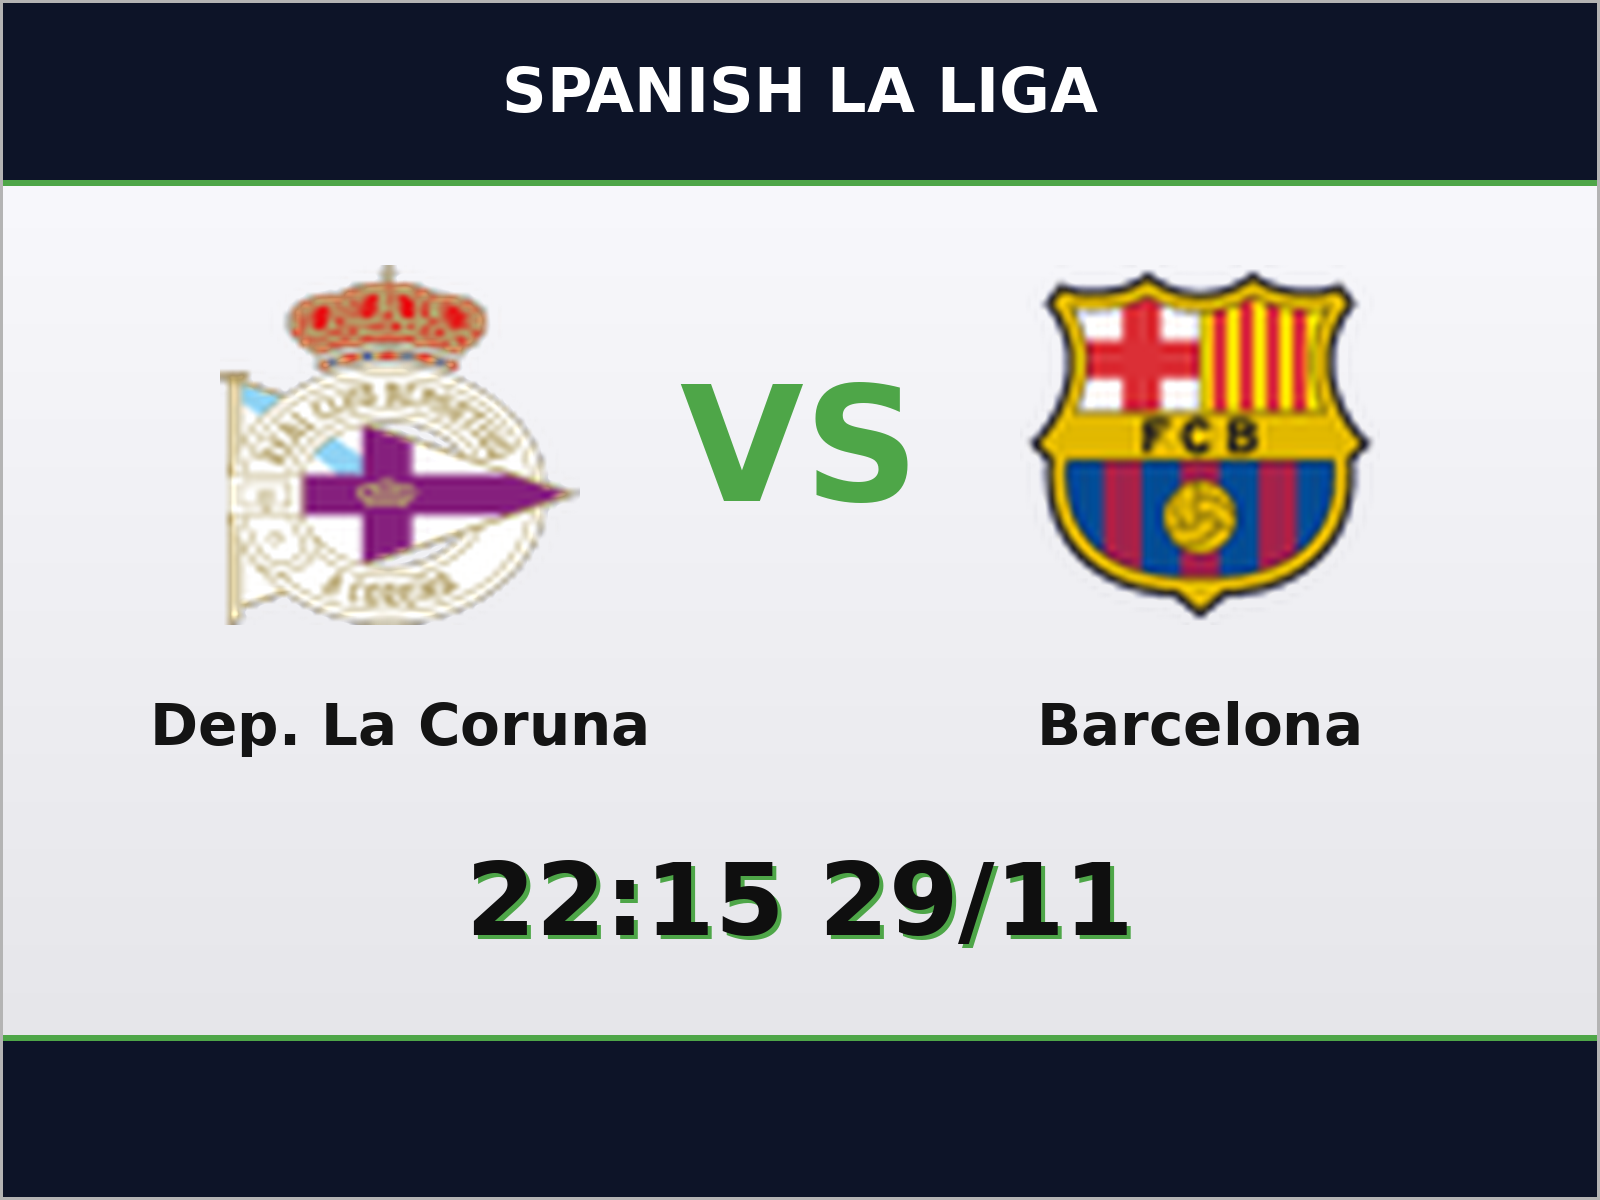 SPANISH LA LIGA
VS
FCB
Dep. La Coruna
Barcelona
22:15 29/11